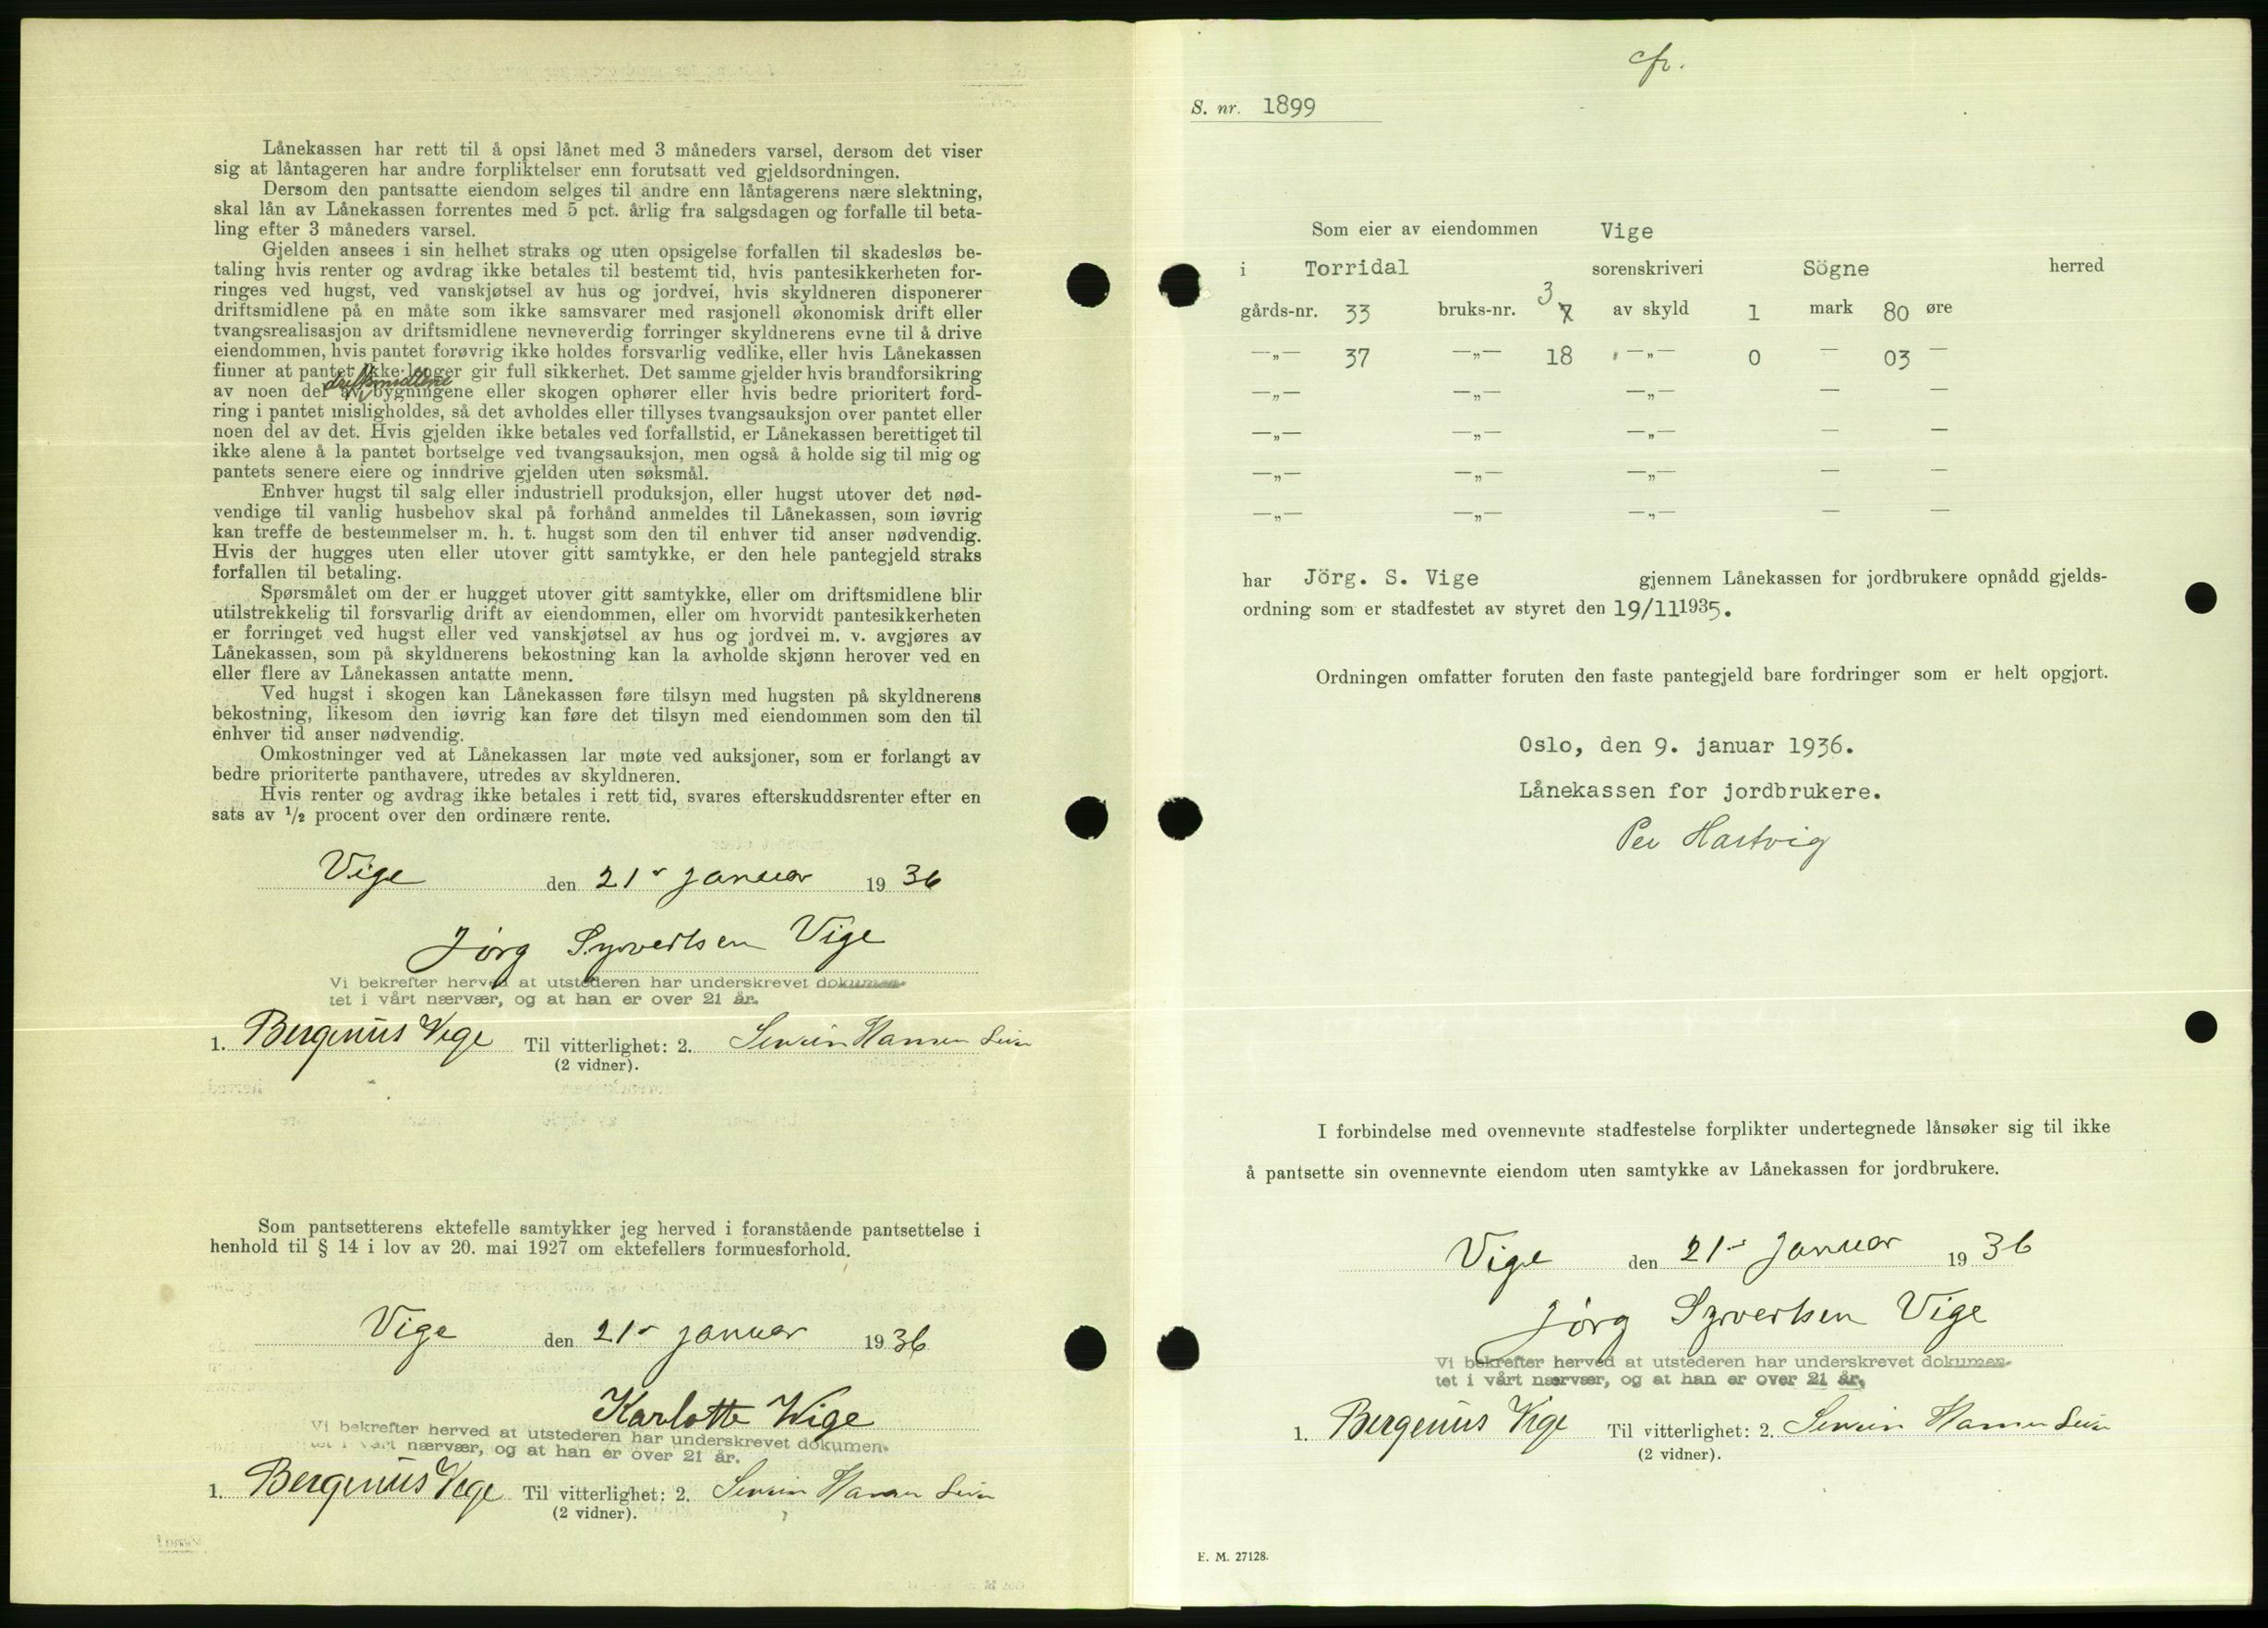 Lånekassen har rett til å opsi lånet med 3 måneders varsel, dersom det viser
sig at låntageren har andre forpliktelser enn forutsatt ved gjeldsordningen.
Dersom den pantsatte eiendom selges til andre enn låntagerens nære slektning,
skal lån av Lånekassen forrentes med 5 pct. årlig fra salgsdagen og forfalle til beta-
ling efter 3 måneders varsel.
Gjelden ansees i sin helhet straks og uten opsigelse forfallen til skadesløs be-
taling hvis renter og avdrag ikke betales til bestemt tid, hvis pantesikkerheten for-
ringes ved hugst, ved vanskjøtsel av hus og jordvei, hvis skyldneren disponerer
driftsmidlene på en måte som ikke samsvarer med rasjonell økonomisk drift eller
tvangsrealisasjon av driftsmidlene nevneverdig forringer skyldnerens evne til å drive
eiendommen, hvis pantet forøvrig ikke holdes forsvarlig vedlike, eller hvis Lånekassen
finner at pantet ikke lenger gir full sikkerhet. Det samme gjelder hvis brandforsikring
driftsmidlene
av noen del av bygningene eller skogen ophører eller hvis bedre prioritert ford-
ring i pantet misligholdes, så det avholdes eller tillyses tvangsauksjon over pantet eller
noen del av det. Hvis gjelden ikke betales ved forfallstid, er Lånekassen berettiget til
ikke alene å la pantet bortselge ved tvangsauksjon, men også å holde sig til mig og
pantets senere eiere og inndrive gjelden uten søksmål.
Enhver hugst til salg eller industriell produksjon, eller hugst utover det nød-
vendige til vanlig husbehov skal på forhånd anmeldes til Lånekassen, som iøvrig
kan treffe de bestemmelser m. h. t. hugst som den til enhver tid anser nødvendig.
Hvis der hugges uten eller utover gitt samtykke, er den hele pantegjeld straks
forfallen til betaling.
Spørsmålet om der er hugget utover gitt samtykke, eller om driftsmidlene blir
utilstrekkelig til forsvarlig drift av eiendommen, eller om hvorvidt pantesikkerheten
er forringet ved hugst eller ved vanskjøtsel av hus og jordvei m. v. avgjøres av
Lånekassen, som på skyldnerens bekostning kan la avholde skjønn herover ved en
eller flere av Lånekassen antatte menn.
Ved hugst i skogen kan Lånekassen føre tilsyn med hugsten på skyldnerens
bekostning, likesom den iøvrig kan føre det tilsyn med eiendommen som den til
enhver tid anser nødvendig.
Omkostninger ved at Lånekassen lar møte ved auksjoner, som er forlangt av
bedre prioriterte panthavere, utredes av skyldneren.
Hvis renter og avdrag ikke betales i rett tid, svares efterskuddsrenter efter en
sats av 1/2 procent over den ordinære rente.
Vige den 21 januar 1936
Jørg Syvertsen Vige
Vi bekrefter herved at utstederen har underskrevet dokumen-
tet i vårt nærvær, og at han er over 21 år.
1. Bergenius Vige Til vitterlighet: 2. Hansen
(2 vidner).
Som pantsetterens ektefelle samtykker jeg herved i foranstående pantsettelse i
henhold til § 14 i lov av 20. mai 1927 om ektefellers formuesforhold.
Vige den 21 januar 1936
Karlotte Vige
Vi bekrefter herved at utstederen har underskrevet dokumen-
tet i vårt nærvær, og at han er over 21 år.
1. Bergenius Vige Til vitterlighet: 2. Hansen
(2 vidner).
cfr.
S. nr. 1899
Som eier av eiendommen Vige
i Torridal sorenskriveri Sögne herred
3
gårds-nr. 33 bruks-nr. 7 av skyld 1 mark 80 øre
—„— 37 —„— 18 —„— 0 — 03 —
—„— —„— —„— — —
—„— —„— —„— — —
—„— —„— —„— — —
—„— —„— —„— — —
har Jörg. S. Vige gjennem Lånekassen for jordbrukere opnådd gjelds-
ordning som er stadfestet av styret den 19/11 1935.
Ordningen omfatter foruten den faste pantegjeld bare fordringer som er helt opgjort.
Oslo, den 9. januar 1936.
Lånekassen for jordbrukere.
Per Hartvig
I forbindelse med ovennevnte stadfestelse forplikter undertegnede lånsøker sig til ikke
å pantsette sin ovennevnte eiendom uten samtykke av Lånekassen for jordbrukere.
Vige den 21 Januar 1936
Jørg Syvertsen Vige
Vi bekrefter herved at utstederen har underskrevet dokumen-
tet i vårt nærvær, og at han er over 21 år.
1. Bergenius Vige Til vitterlighet: 2. Hansen
(2 vidner).
E. M. 27128.